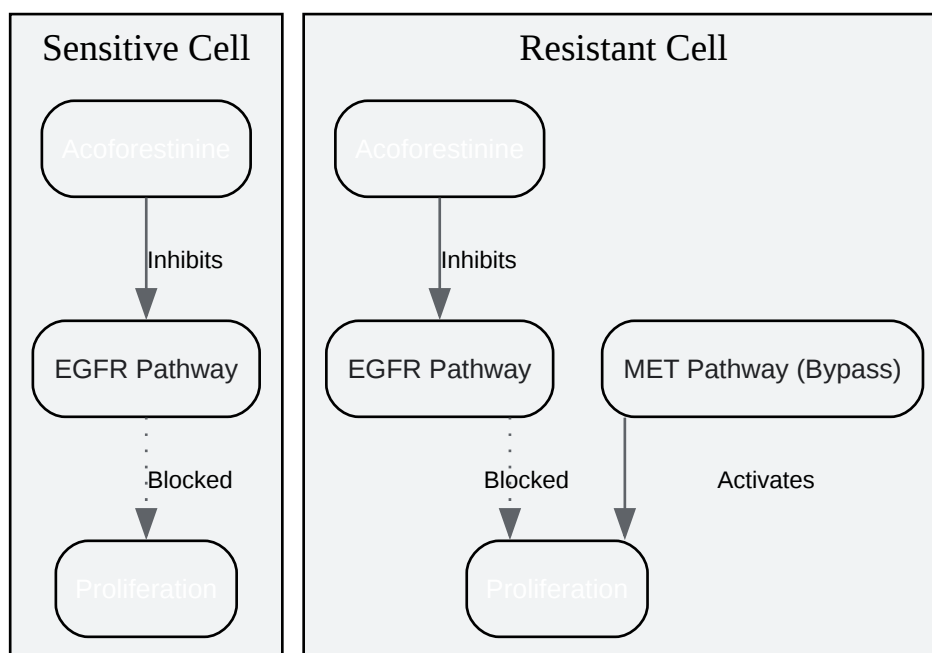 Sensitive Cell
Acoforestinine
Inhibits
EGFR Pathway
Blocked
Proliferation
Resistant Cell
Acoforestinine
Inhibits
EGFR Pathway
MET Pathway (Bypass)
Blocked
Activates
Proliferation